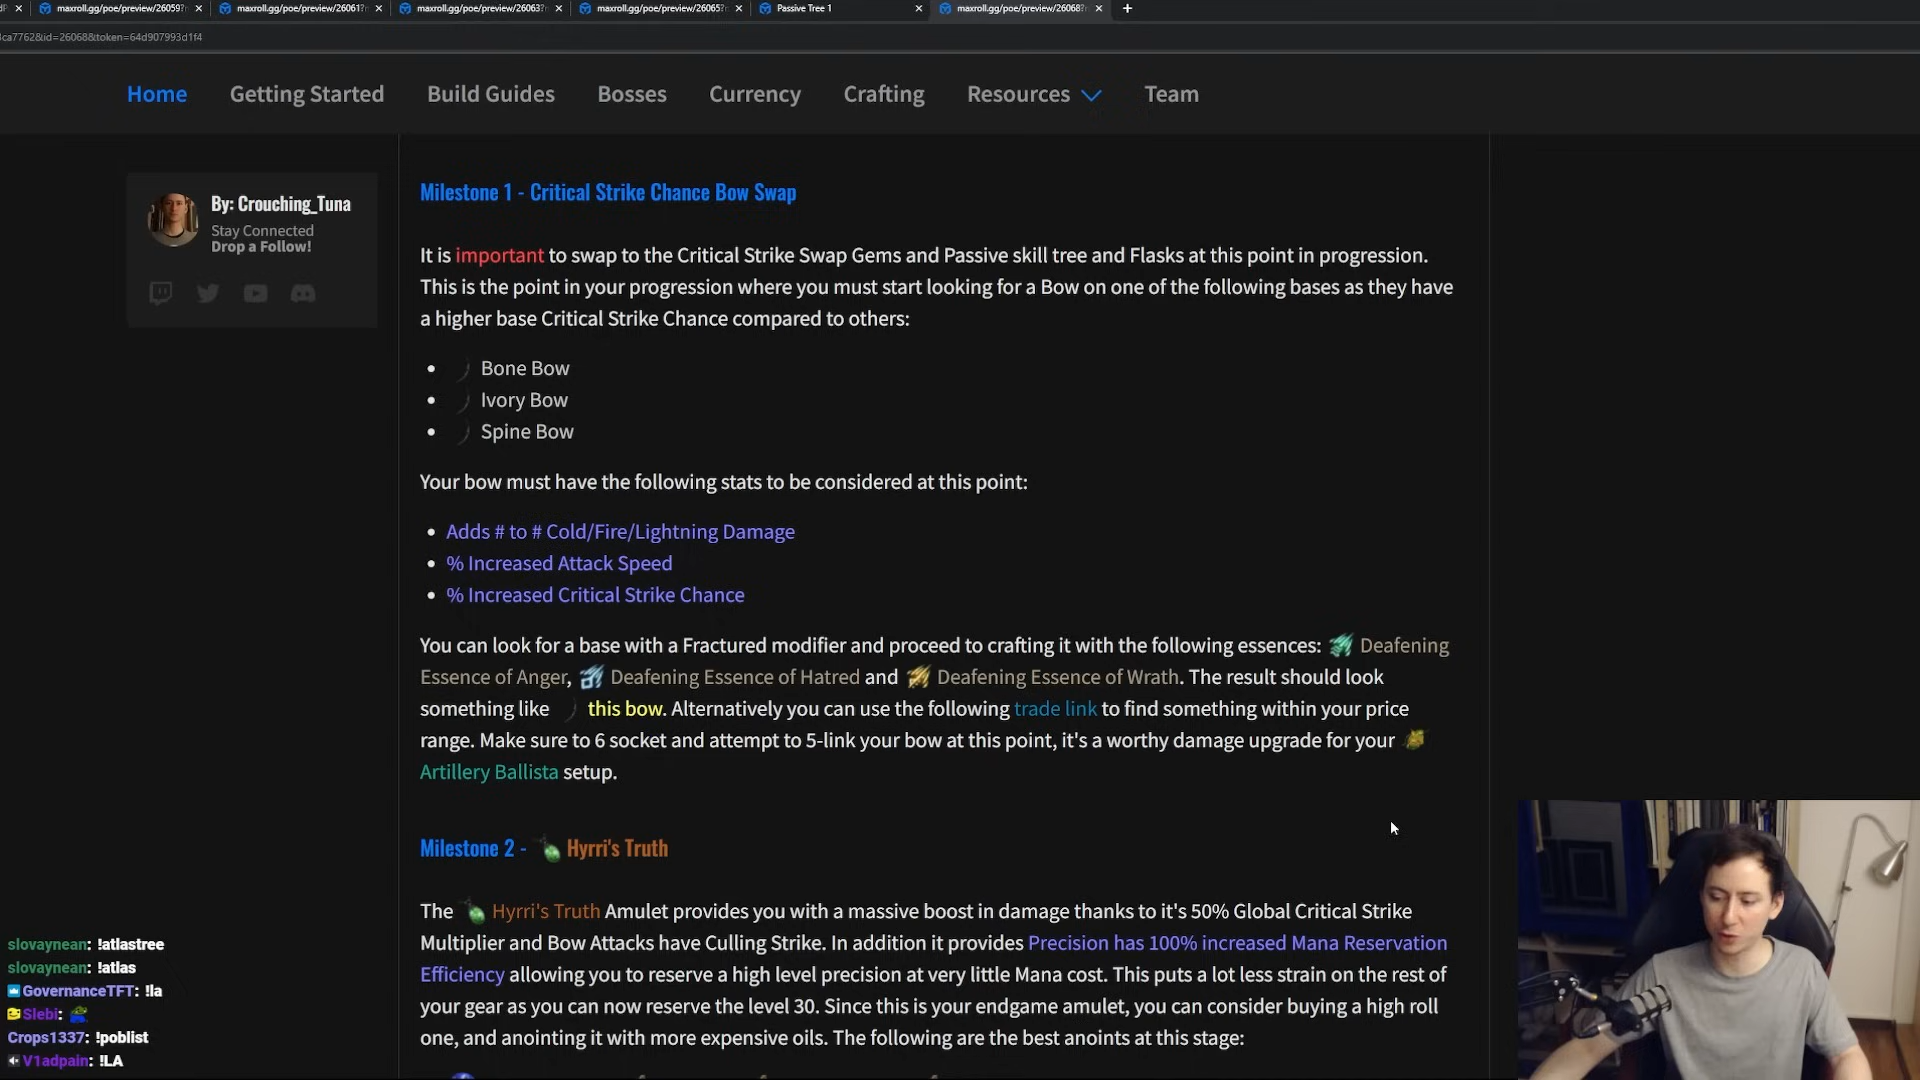 maxroll.gg/poe/preview/26059?
maxroll.gg/poe/preview/26061?
maxroll.gg/poe/preview/26063?
maxroll.gg/poe/preview/26065?
Passive Tree 1
maxroll.gg/poe/preview/26068?
ca7762&id=26068&token=64d907993d1f4
Home
Getting Started
Build Guides
Bosses
Currency
Crafting
Resources
Team
By: Crouching_Tuna
Stay Connected
Drop a Follow!
Milestone 1 - Critical Strike Chance Bow Swap
It is important to swap to the Critical Strike Swap Gems and Passive skill tree and Flasks at this point in progression.
This is the point in your progression where you must start looking for a Bow on one of the following bases as they have
a higher base Critical Strike Chance compared to others:
• Bone Bow
• Ivory Bow
• Spine Bow
Your bow must have the following stats to be considered at this point:
• Adds # to # Cold/Fire/Lightning Damage
• % Increased Attack Speed
• % Increased Critical Strike Chance
You can look for a base with a Fractured modifier and proceed to crafting it with the following essences: Deafening
Essence of Anger, Deafening Essence of Hatred and Deafening Essence of Wrath. The result should look
something like this bow. Alternatively you can use the following trade link to find something within your price
range. Make sure to 6 socket and attempt to 5-link your bow at this point, it's a worthy damage upgrade for your
Artillery Ballista setup.
Milestone 2 - Hyrri's Truth
The Hyrri's Truth Amulet provides you with a massive boost in damage thanks to it's 50% Global Critical Strike
Multiplier and Bow Attacks have Culling Strike. In addition it provides Precision has 100% increased Mana Reservation
Efficiency allowing you to reserve a high level precision at very little Mana cost. This puts a lot less strain on the rest of
your gear as you can now reserve the level 30. Since this is your endgame amulet, you can consider buying a high roll
one, and anointing it with more expensive oils. The following are the best anoints at this stage:
slovaynean: !atlastree
slovaynean: !atlas
GovernanceTFT: !la
Slebi:
Crops1337: !poblist
V1adpain: !LA